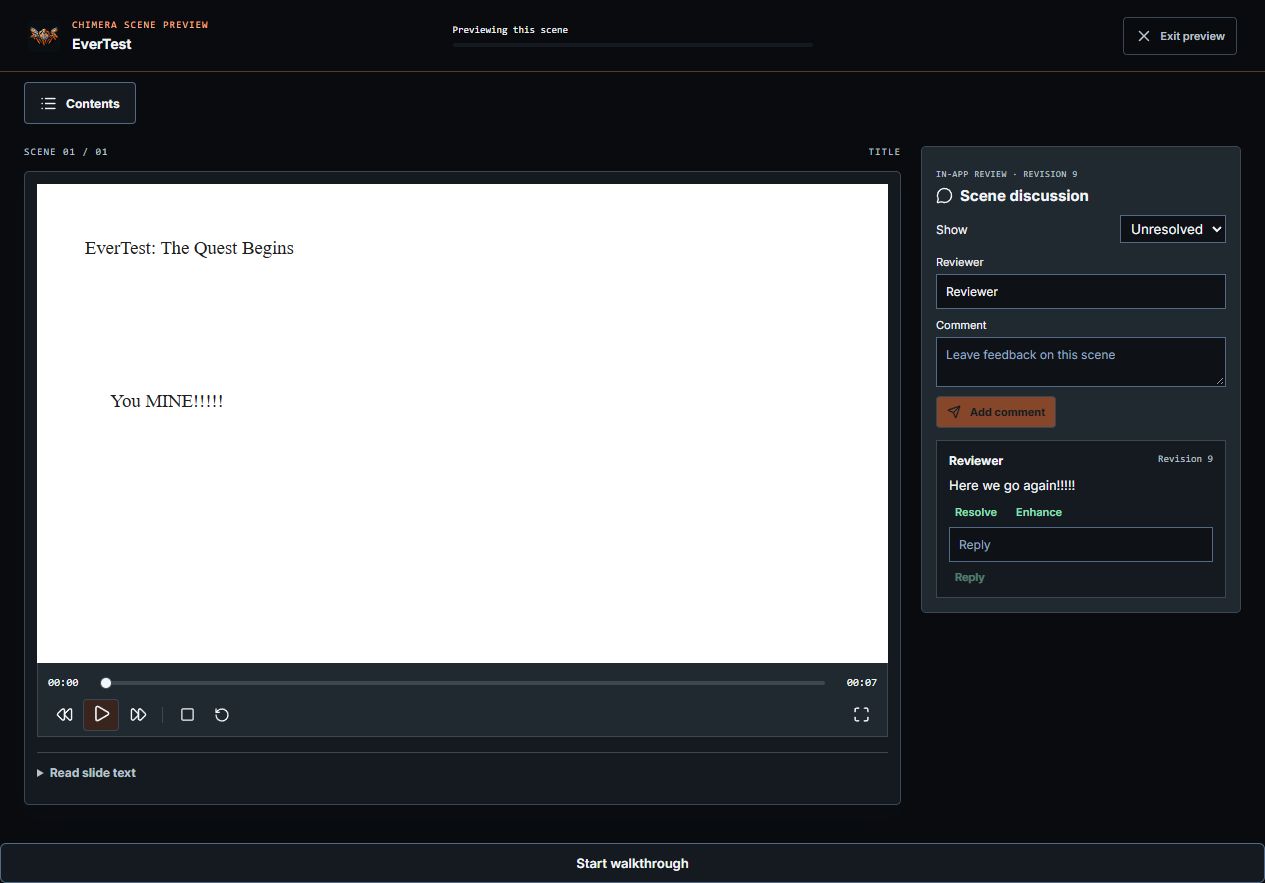 CHIMERA SCENE PREVIEW
EverTest
Previewing this scene
Exit preview
Contents
SCENE 01 / 01
TITLE
EverTest: The Quest Begins
You MINE!!!!!
00:00
00:07
Read slide text
IN-APP REVIEW · REVISION 9
Scene discussion
Show
Unresolved
Reviewer
Reviewer
Comment
Leave feedback on this scene
Add comment
Reviewer
Revision 9
Here we go again!!!!!
Resolve Enhance
Reply
Reply
Start walkthrough